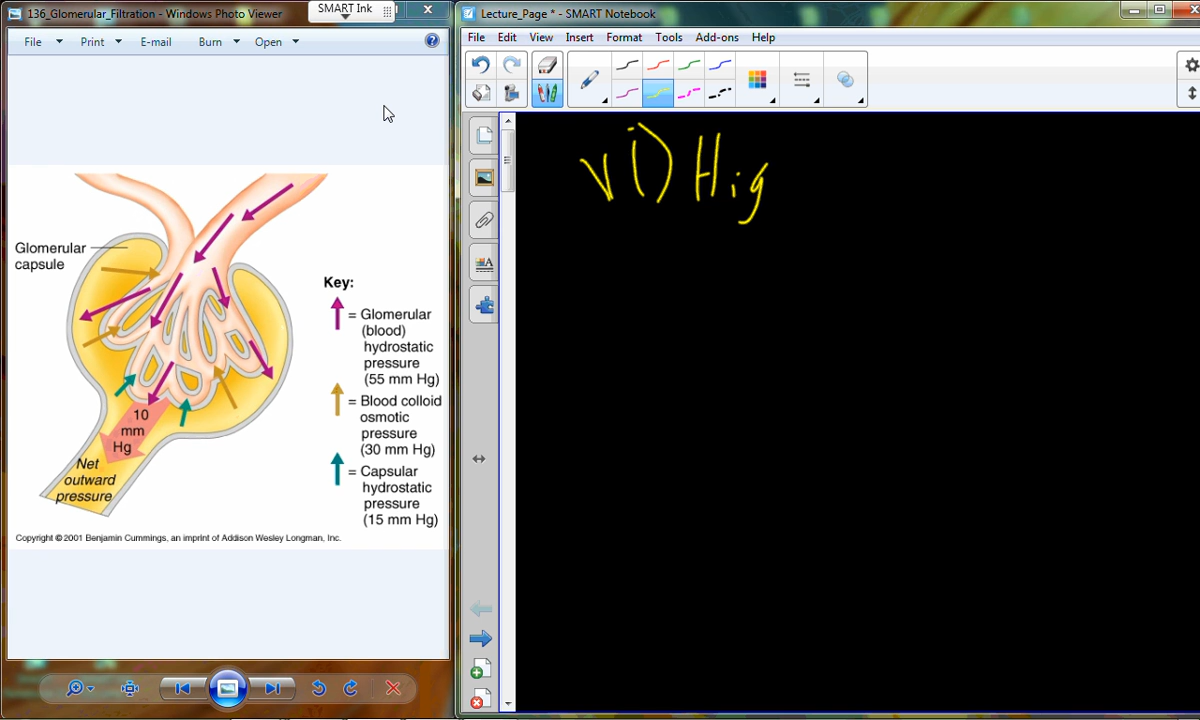 136_Glomerular_Filtration - Windows Photo Viewer
SMART Ink
File Print E-mail Burn Open
Glomerular
capsule
10
mm
Hg
Net
outward
pressure
Key:
= Glomerular
(blood)
hydrostatic
pressure
(55 mm Hg)
= Blood colloid
osmotic
pressure
(30 mm Hg)
= Capsular
hydrostatic
pressure
(15 mm Hg)
Copyright © 2001 Benjamin Cummings, an imprint of Addison Wesley Longman, Inc.
Lecture_Page * - SMART Notebook
File Edit View Insert Format Tools Add-ons Help
vi) Hig